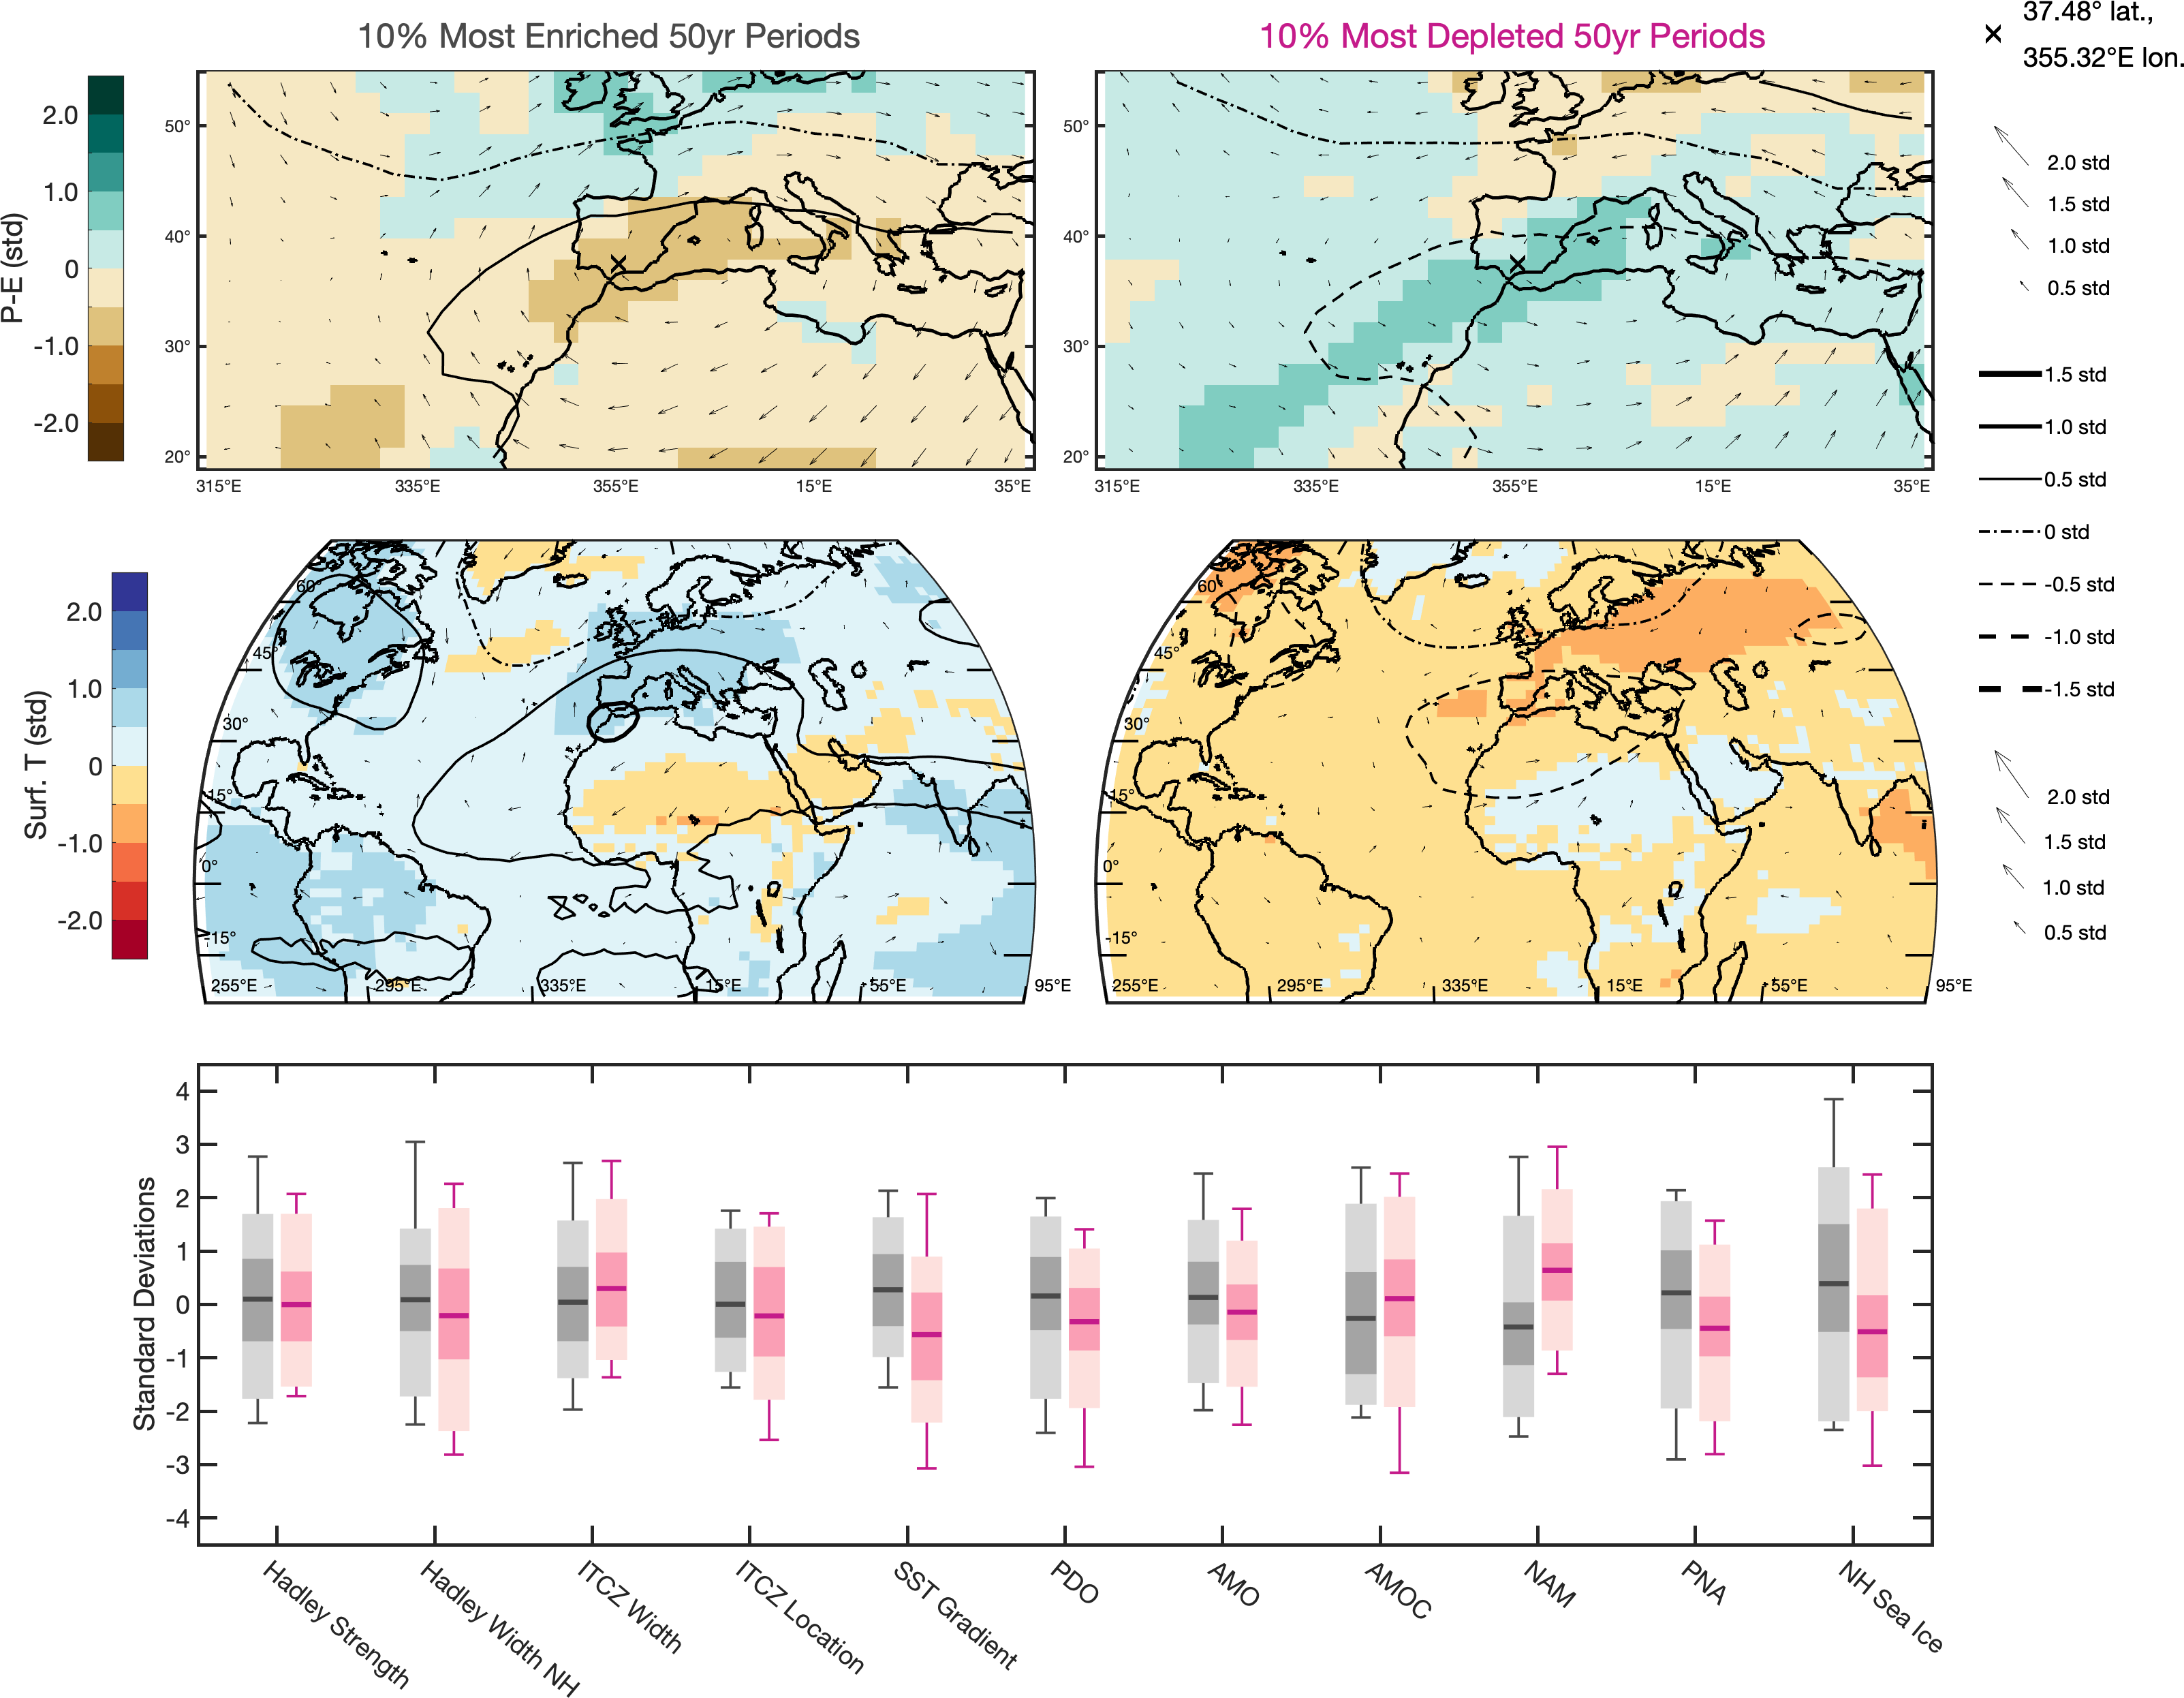 10% Most Enriched 50yr Periods
10% Most Depleted 50yr Periods
37.48° lat.,
355.32°E lon.
P-E (std)
2.0
1.0
0
-1.0
-2.0
50°
40°
30°
20°
315°E
335°E
355°E
15°E
35°E
50°
40°
30°
20°
315°E
335°E
355°E
15°E
35°E
2.0 std
1.5 std
1.0 std
0.5 std
1.5 std
1.0 std
0.5 std
0 std
-0.5 std
-1.0 std
-1.5 std
Surf. T (std)
2.0
1.0
0
-1.0
-2.0
60°
45°
30°
15°
0°
-15°
255°E
295°E
335°E
15°E
55°E
95°E
60°
45°
30°
15°
0°
-15°
255°E
295°E
335°E
15°E
55°E
95°E
2.0 std
1.5 std
1.0 std
0.5 std
Standard Deviations
4
3
2
1
0
-1
-2
-3
-4
Hadley Strength
Hadley Width NH
ITCZ Width
ITCZ Location
SST Gradient
PDO
AMO
AMOC
NAM
PNA
NH Sea Ice